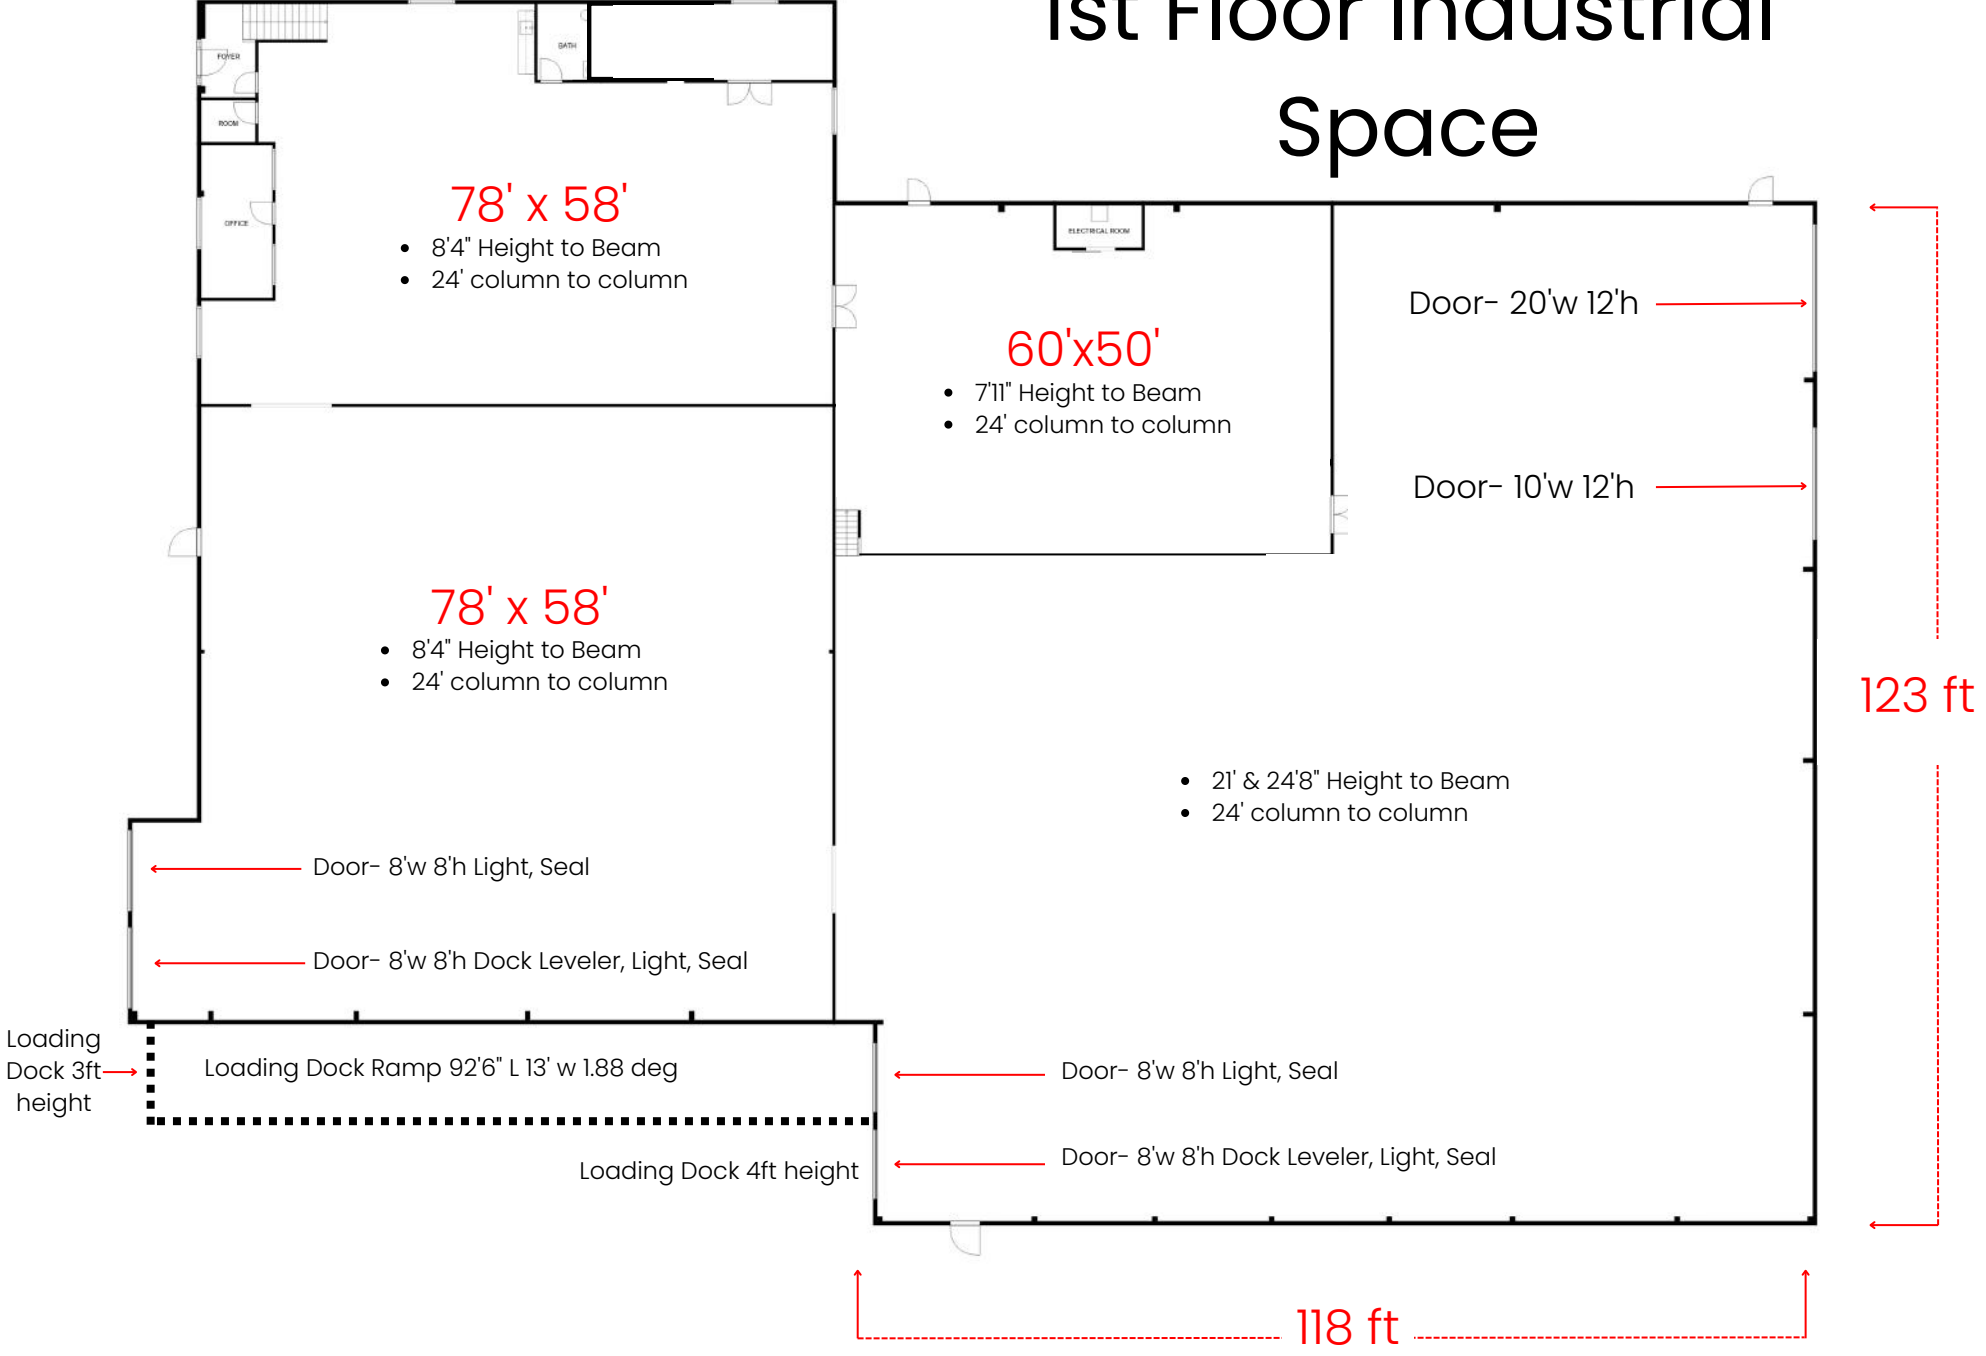 1st Floor Industrial
Space
FOYER
BATH
ROOM
OFFICE
78' x 58'
• 8'4" Height to Beam
• 24' column to column
ELECTRICAL ROOM
60'x50'
• 7'11" Height to Beam
• 24' column to column
Door- 20'w 12'h
Door- 10'w 12'h
78' x 58'
• 8'4" Height to Beam
• 24' column to column
123 ft
• 21' & 24'8" Height to Beam
• 24' column to column
Door- 8'w 8'h Light, Seal
Door- 8'w 8'h Dock Leveler, Light, Seal
Loading
Dock 3ft
height
Loading Dock Ramp 92'6" L 13' w 1.88 deg
Door- 8'w 8'h Light, Seal
Loading Dock 4ft height
Door- 8'w 8'h Dock Leveler, Light, Seal
118 ft